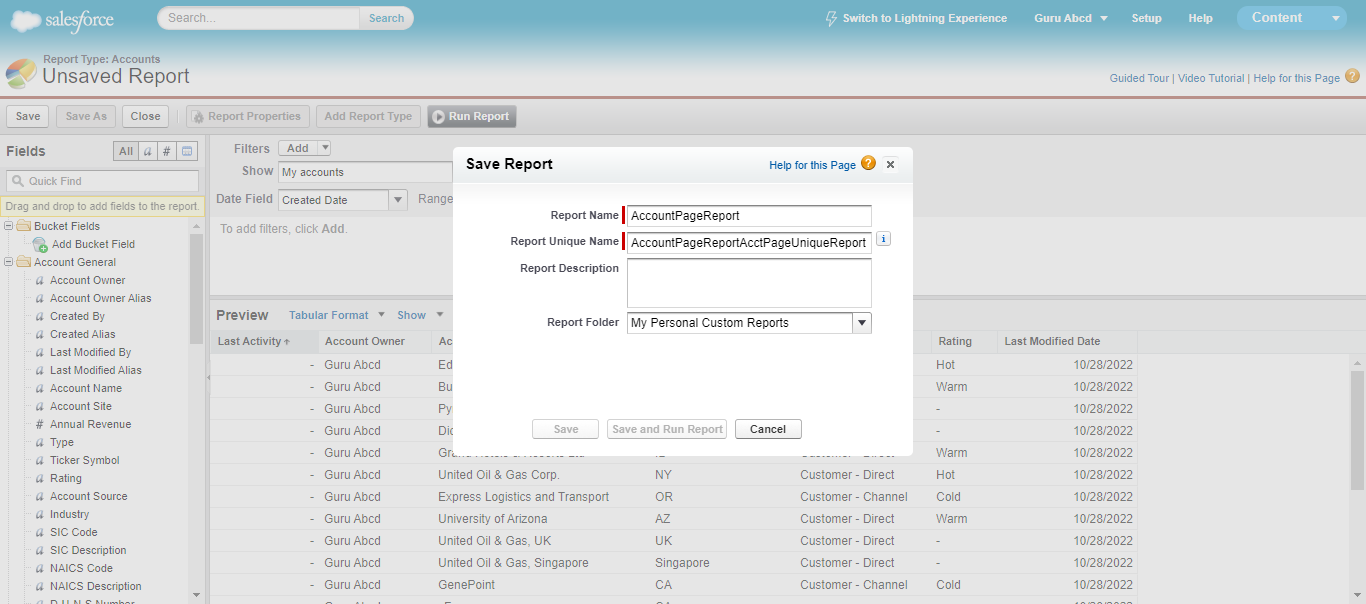 salesforce
Search...
Search
Switch to Lightning Experience
Guru Abcd
Setup
Help
Content
Report Type: Accounts
Unsaved Report
Guided Tour | Video Tutorial | Help for this Page ?
Save
Save As
Close
Report Properties
Add Report Type
Run Report
Fields
All
a
#
Quick Find
Drag and drop to add fields to the report.
Bucket Fields
Add Bucket Field
Account General
a Account Owner
a Account Owner Alias
a Created By
a Created Alias
a Last Modified By
a Last Modified Alias
a Account Name
a Account Site
# Annual Revenue
a Type
a Ticker Symbol
a Rating
a Account Source
a Industry
a SIC Code
a SIC Description
a NAICS Code
a NAICS Description
a D-U-N-S Number
Filters
Add
Show
My accounts
Date Field
Created Date
Range
To add filters, click Add.
Save Report
Help for this Page ?
Report Name
AccountPageReport
Report Unique Name
AccountPageReportAcctPageUniqueReport
i
Report Description
Report Folder
My Personal Custom Reports
Save
Save and Run Report
Cancel
Preview
Tabular Format
Show
Last Activity
Account Owner
Rating
Last Modified Date
- Guru Abcd Ed Hot 10/28/2022
- Guru Abcd Bu Warm 10/28/2022
- Guru Abcd Py - 10/28/2022
- Guru Abcd Dic - 10/28/2022
- Guru Abcd Warm 10/28/2022
- Guru Abcd United Oil & Gas Corp. NY Customer - Direct Hot 10/28/2022
- Guru Abcd Express Logistics and Transport OR Customer - Channel Cold 10/28/2022
- Guru Abcd University of Arizona AZ Customer - Direct Warm 10/28/2022
- Guru Abcd United Oil & Gas, UK UK Customer - Direct - 10/28/2022
- Guru Abcd United Oil & Gas, Singapore Singapore Customer - Direct - 10/28/2022
- Guru Abcd GenePoint CA Customer - Channel Cold 10/28/2022